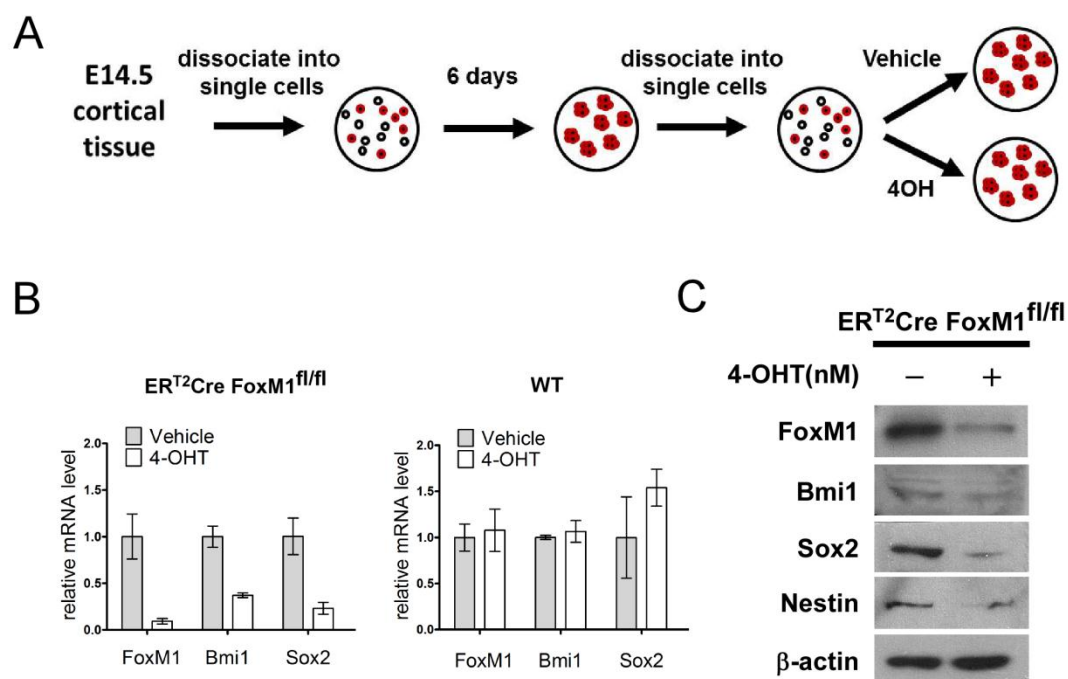 A
E14.5
cortical
tissue
dissociate into
single cells
6 days
dissociate into
single cells
Vehicle
4OH
B
ER^T2Cre FoxM1^fl/fl
relative mRNA level
2.0
1.5
1.0
0.5
0.0
Vehicle
4-OHT
FoxM1 Bmi1 Sox2
WT
relative mRNA level
2.0
1.5
1.0
0.5
0.0
Vehicle
4-OHT
FoxM1 Bmi1 Sox2
C
ER^T2Cre FoxM1^fl/fl
4-OHT(nM) − +
FoxM1
Bmi1
Sox2
Nestin
β-actin